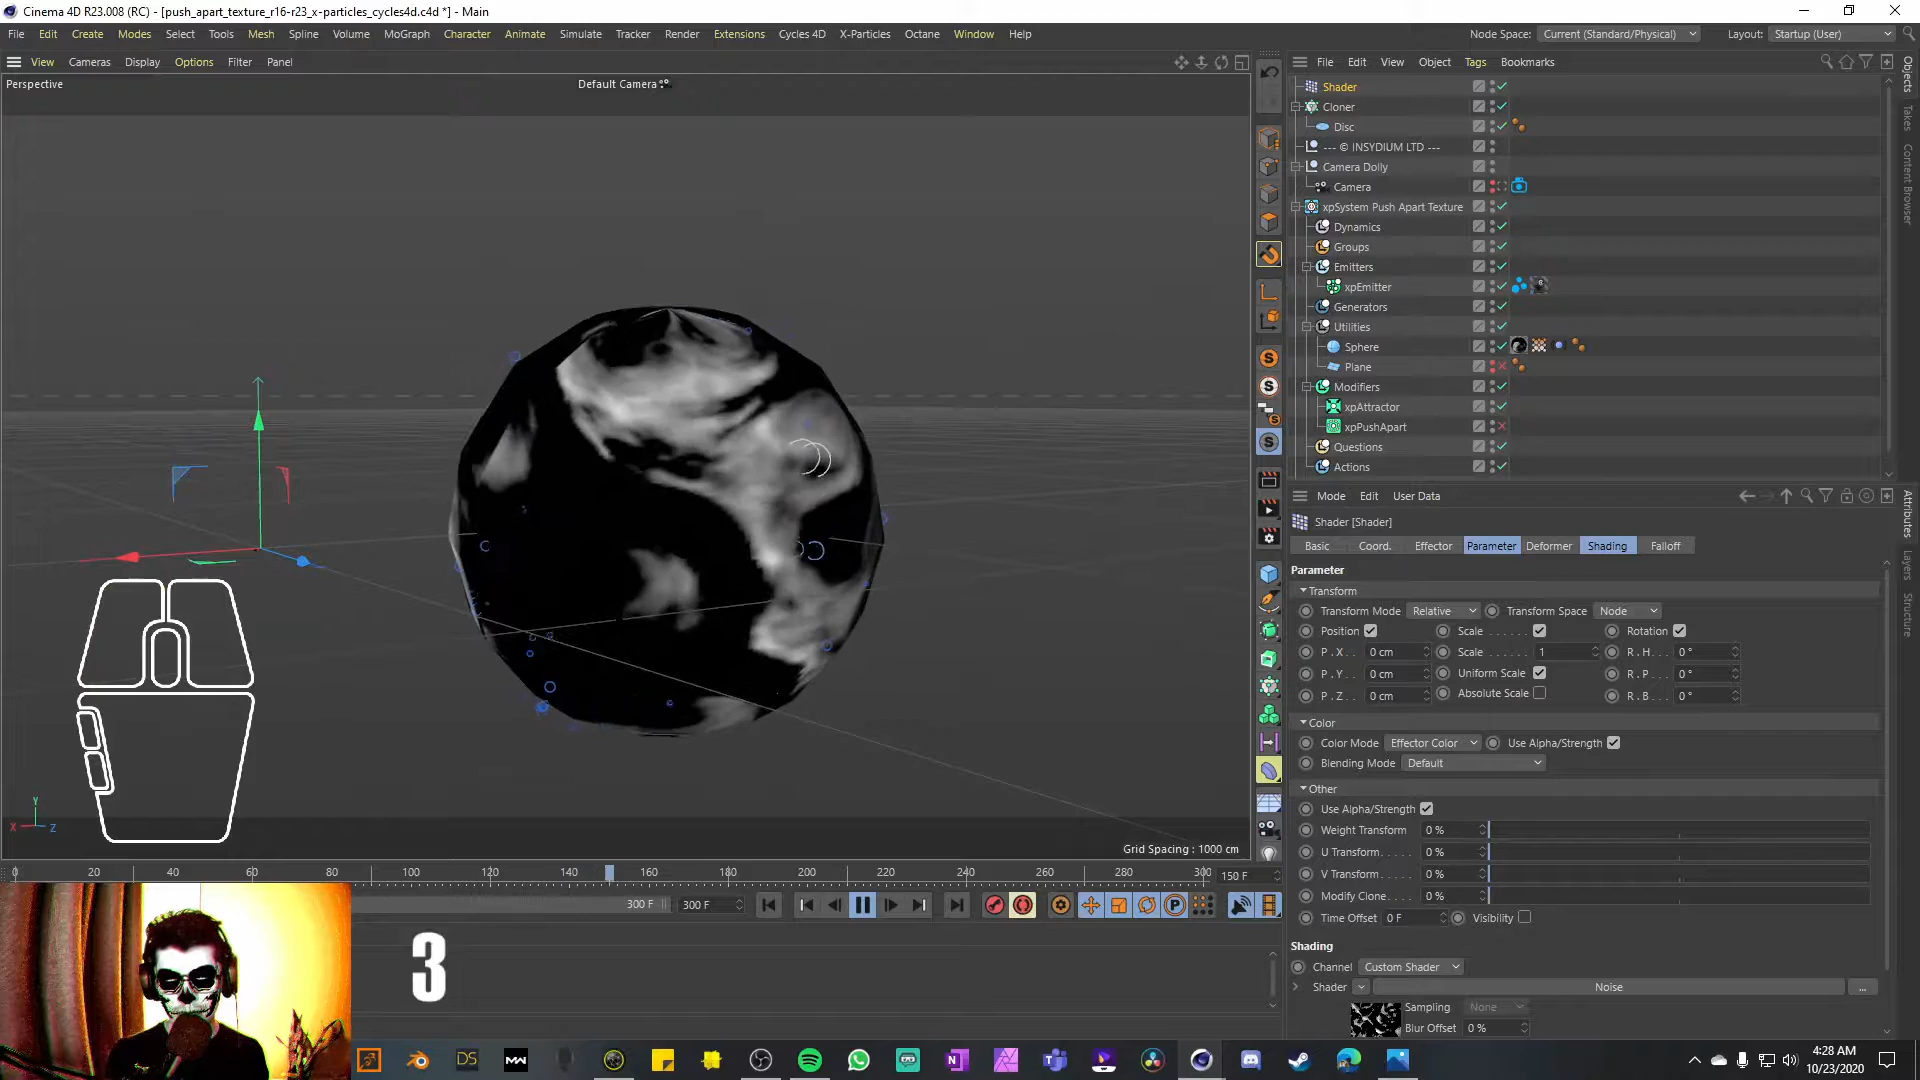 Cinema 4D R23.008 (RC) - [push_apart_texture_r16-r23_x-particles_cycles4d.c4d *] - Main
File Edit Create Modes Select Tools Mesh Spline Volume MoGraph Character Animate Simulate Tracker Render Extensions Cycles 4D X-Particles Octane Window Help
Node Space: Current (Standard/Physical) Layout: Startup (User)
View Cameras Display Options Filter Panel
File Edit View Object Tags Bookmarks
Perspective
Default Camera
Shader
Cloner
Disc
--- © INSYDIUM LTD ---
Camera Dolly
Camera
xpSystem Push Apart Texture
Dynamics
Groups
Emitters
xpEmitter
Generators
Utilities
Sphere
Plane
Modifiers
xpAttractor
xpPushApart
Questions
Actions
Objects
Takes
Content Browser
Mode Edit User Data
Shader [Shader]
Basic Coord. Effector Parameter Deformer Shading Falloff
Attributes
Layers
Structure
Parameter
Transform
Transform Mode Relative Transform Space Node
Position Scale Rotation
P . X 0 cm Scale 1 R . H 0 °
P . Y 0 cm Uniform Scale R . P 0 °
P . Z 0 cm Absolute Scale R . B 0 °
Color
Color Mode Effector Color Use Alpha/Strength
Blending Mode Default
Other
Use Alpha/Strength
Weight Transform 0 %
U Transform 0 %
V Transform 0 %
Modify Clone 0 %
Time Offset 0 F Visibility
Shading
Channel Custom Shader
Shader Noise ...
Sampling None
Blur Offset 0 %
Y
X Z
Grid Spacing : 1000 cm
0 20 40 60 80 100 120 140 160 180 200 220 240 260 280 300 150 F
300 F 300 F
3
4:28 AM
10/23/2020